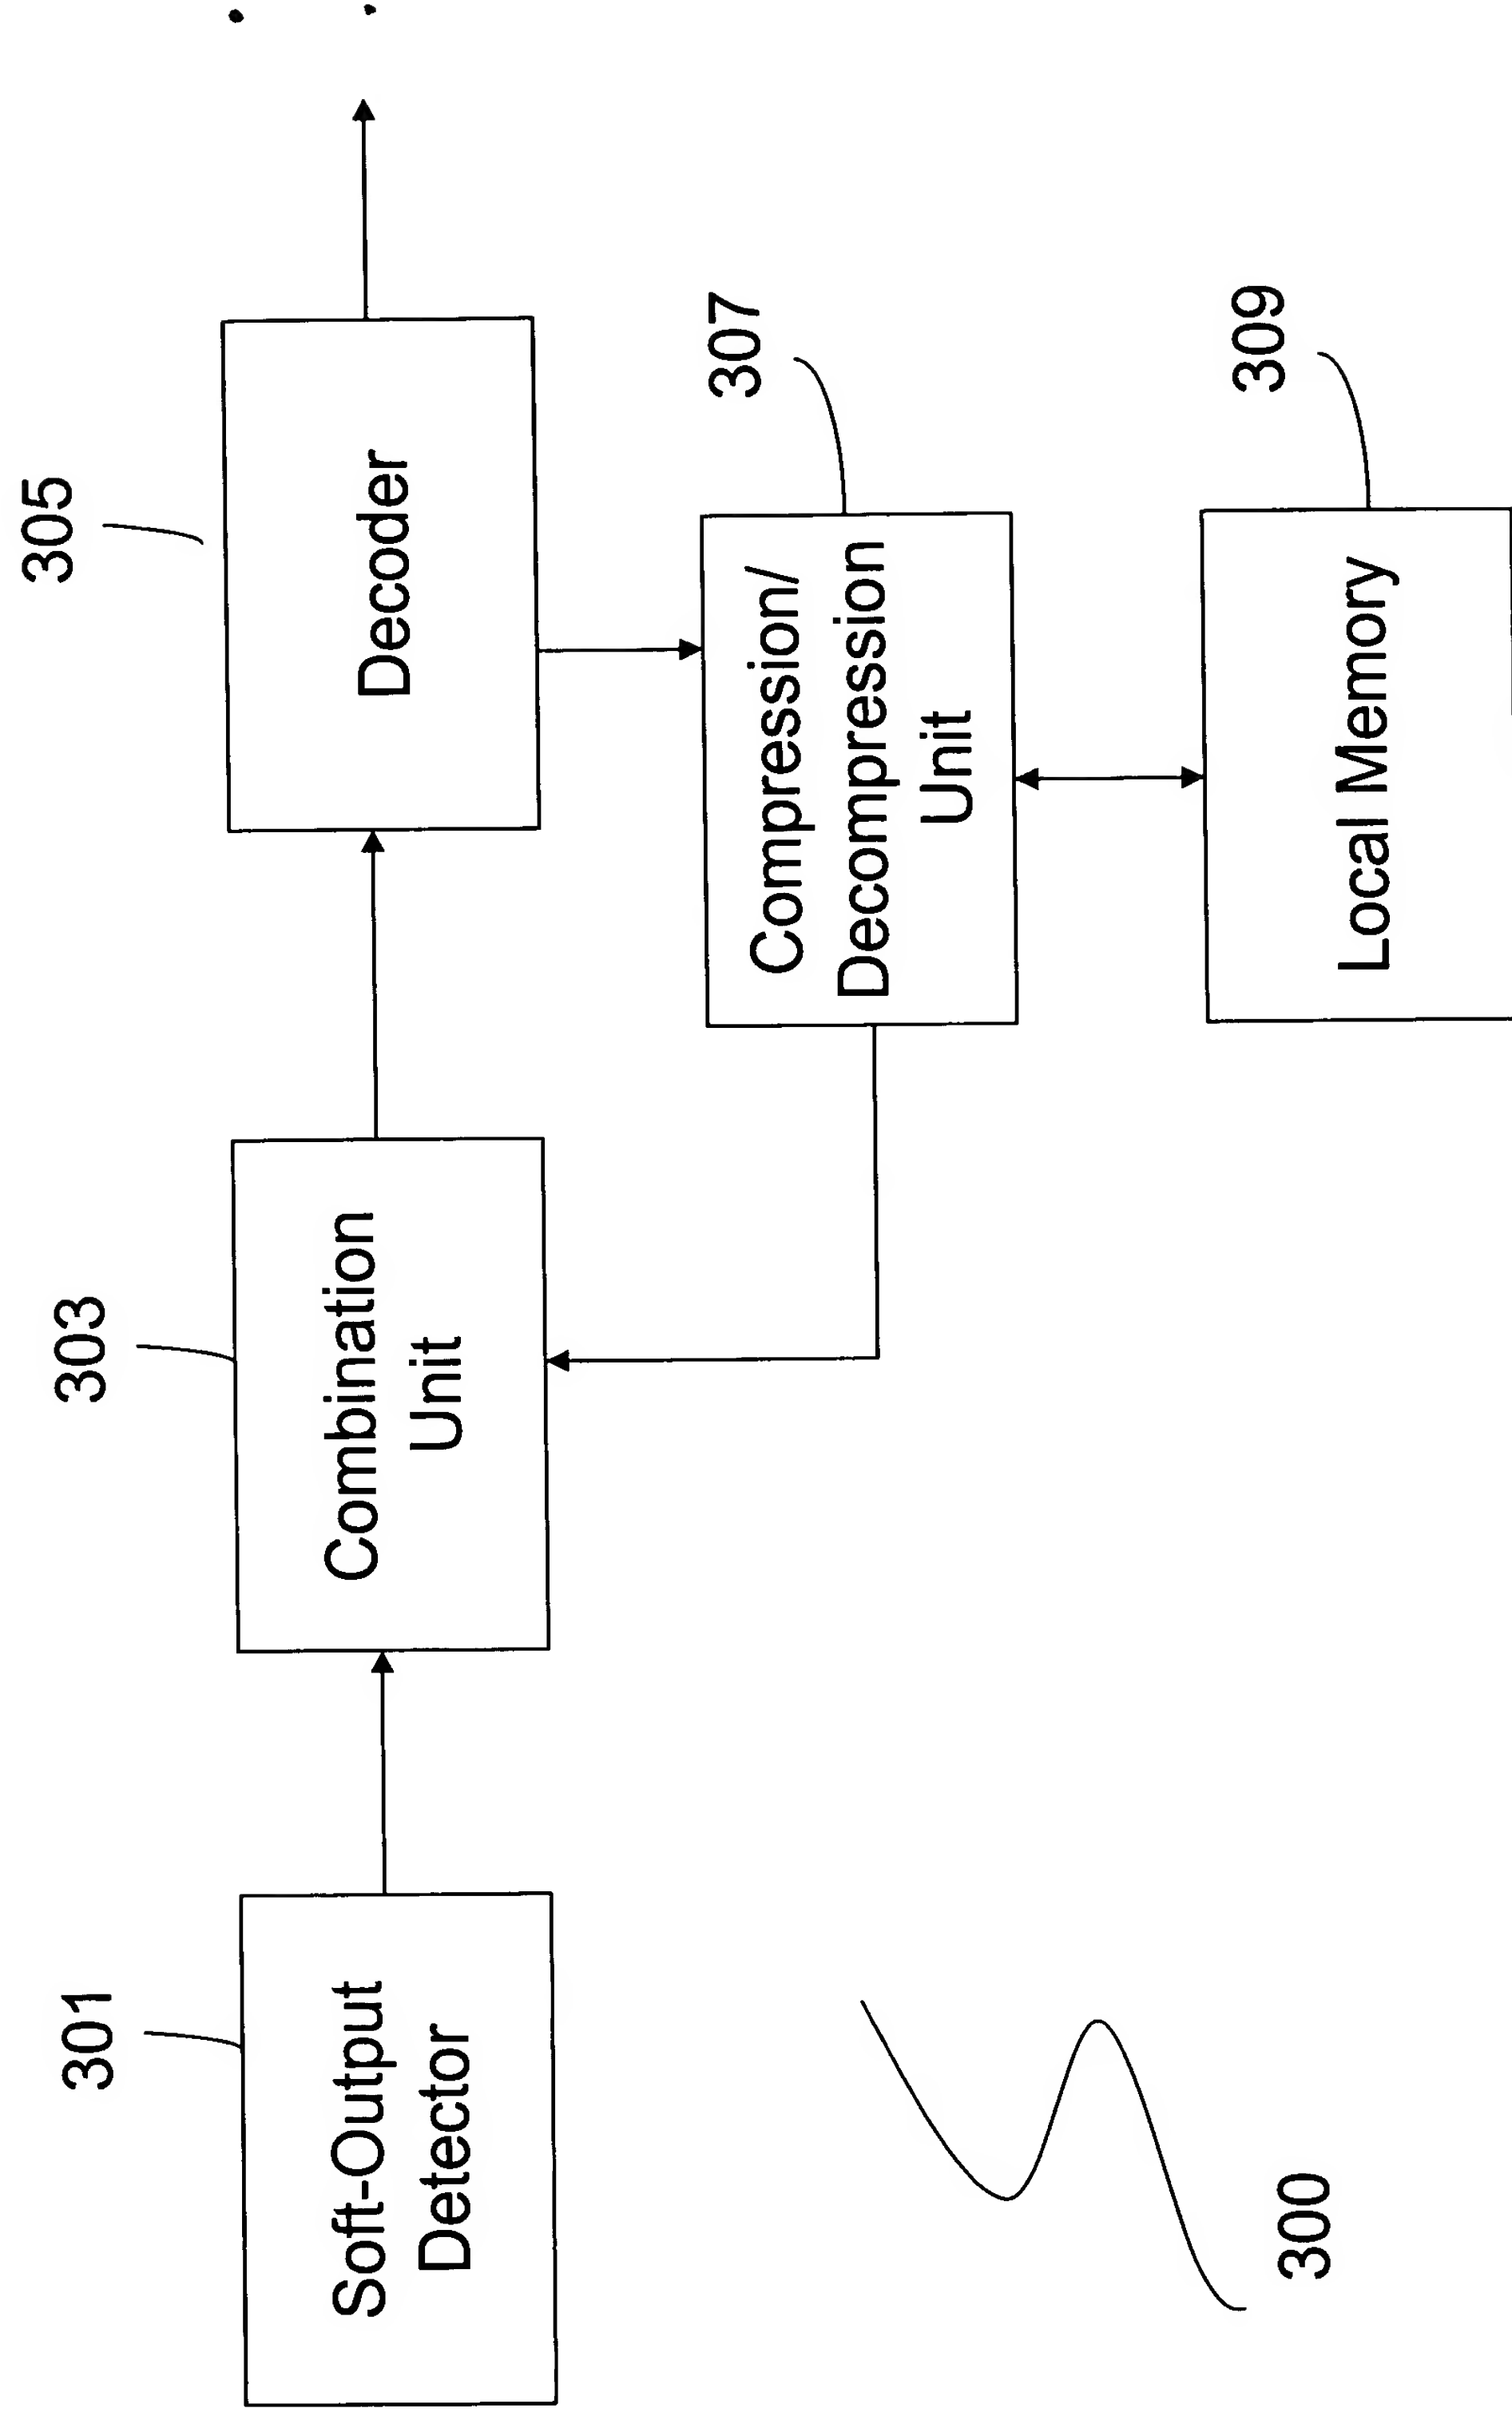 301
303
305
Soft-Output
Detector
Combination
Unit
Decoder
307
Compression/
Decompression
Unit
309
Local Memory
300